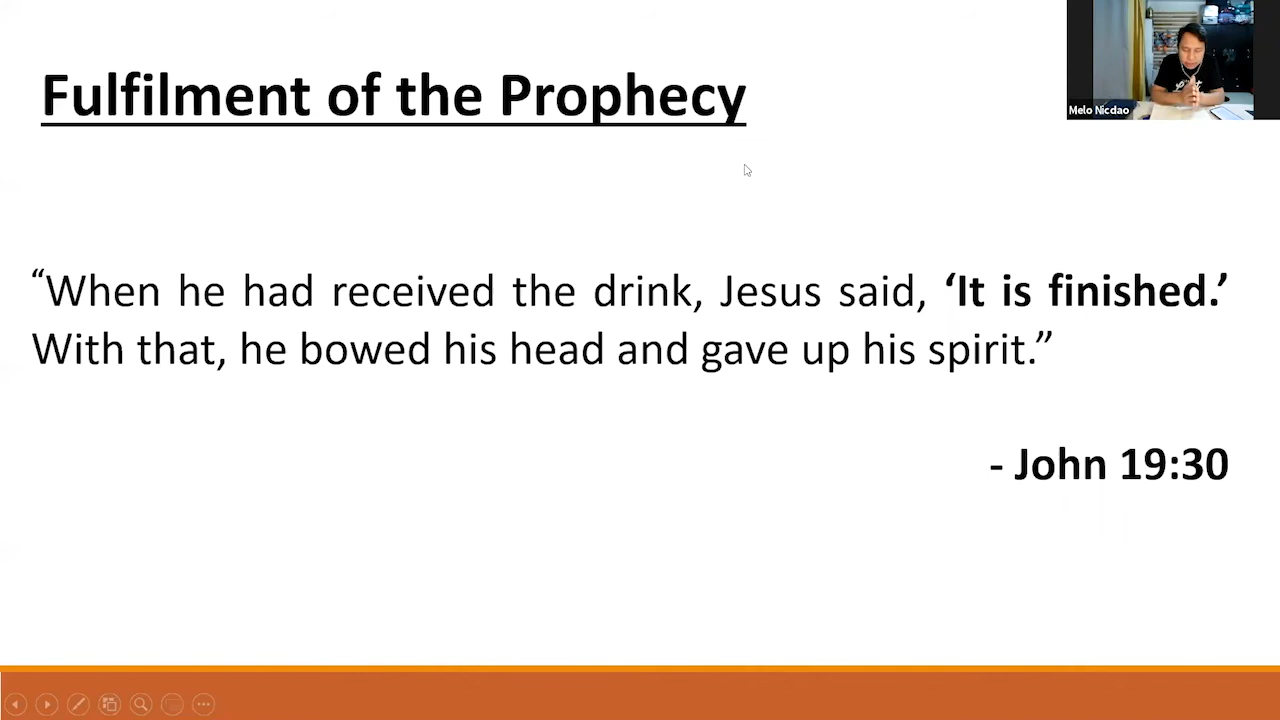 Fulfilment of the Prophecy
Melo Nicdao
“When he had received the drink, Jesus said, ‘It is finished.’
With that, he bowed his head and gave up his spirit.”
- John 19:30